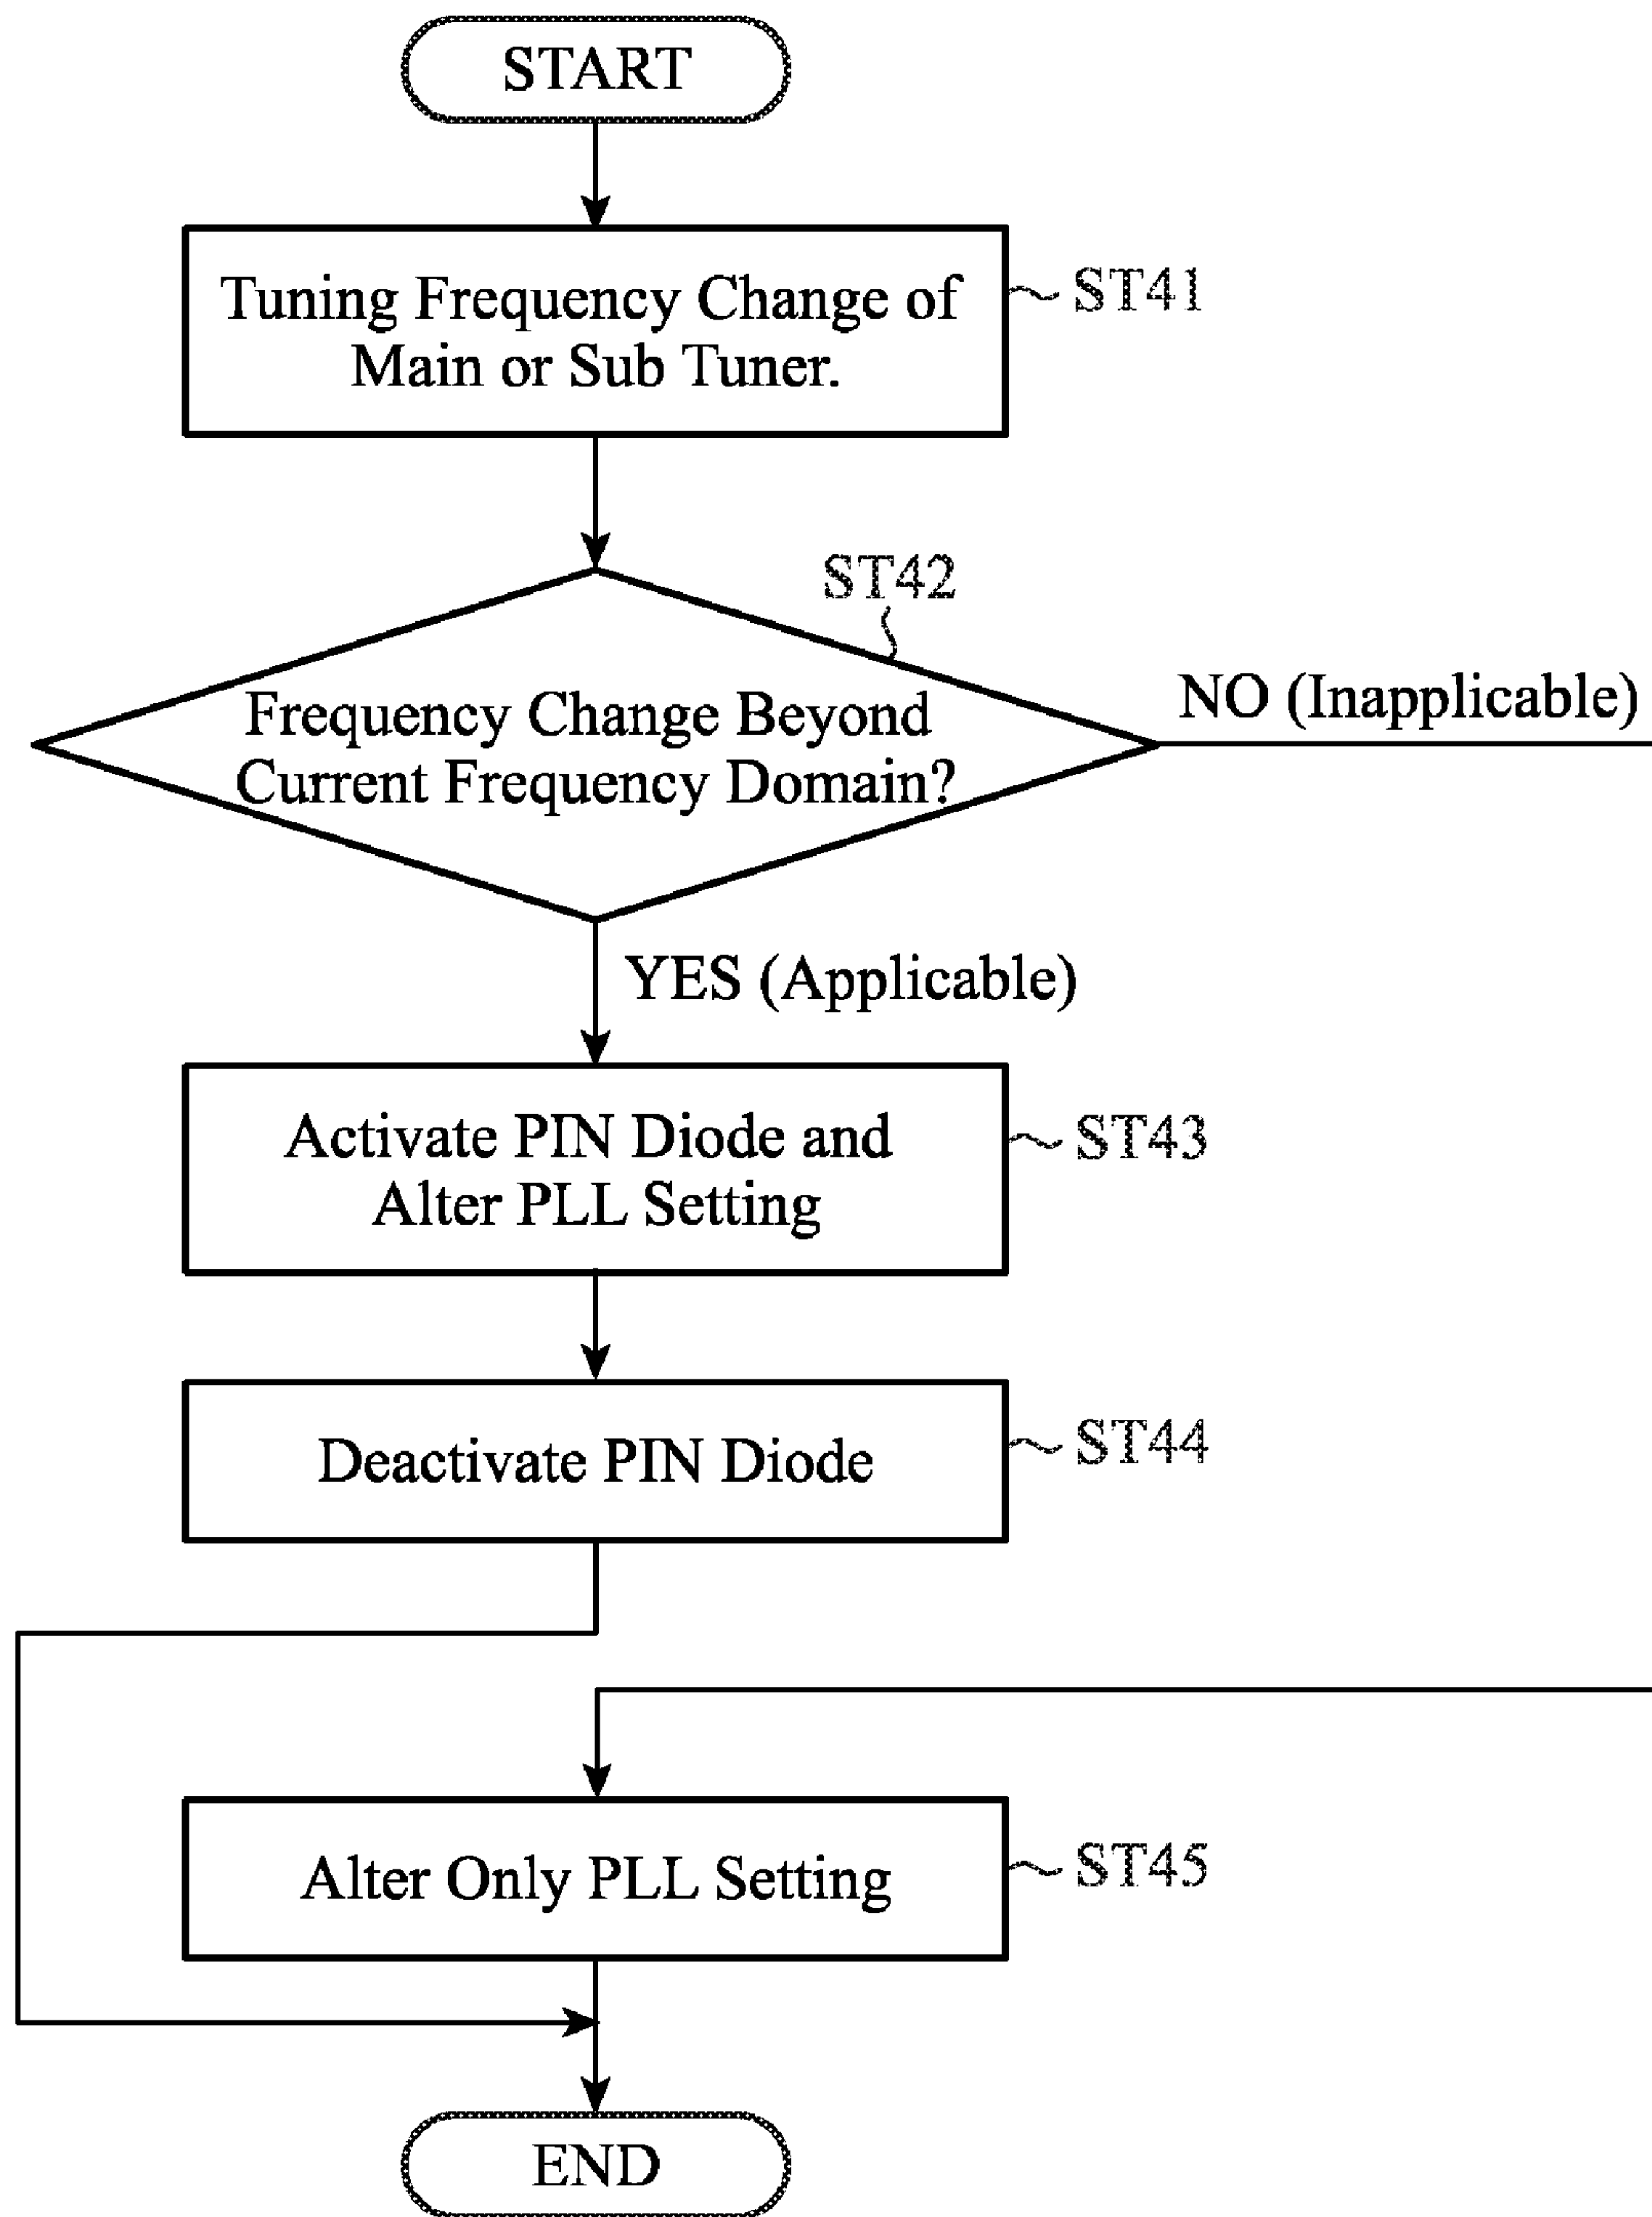 START
Tuning Frequency Change of
Main or Sub Tuner.
ST41
ST42
Frequency Change Beyond
Current Frequency Domain?
NO (Inapplicable)
YES (Applicable)
Activate PIN Diode and
Alter PLL Setting
ST43
Deactivate PIN Diode
ST44
Alter Only PLL Setting
ST45
END